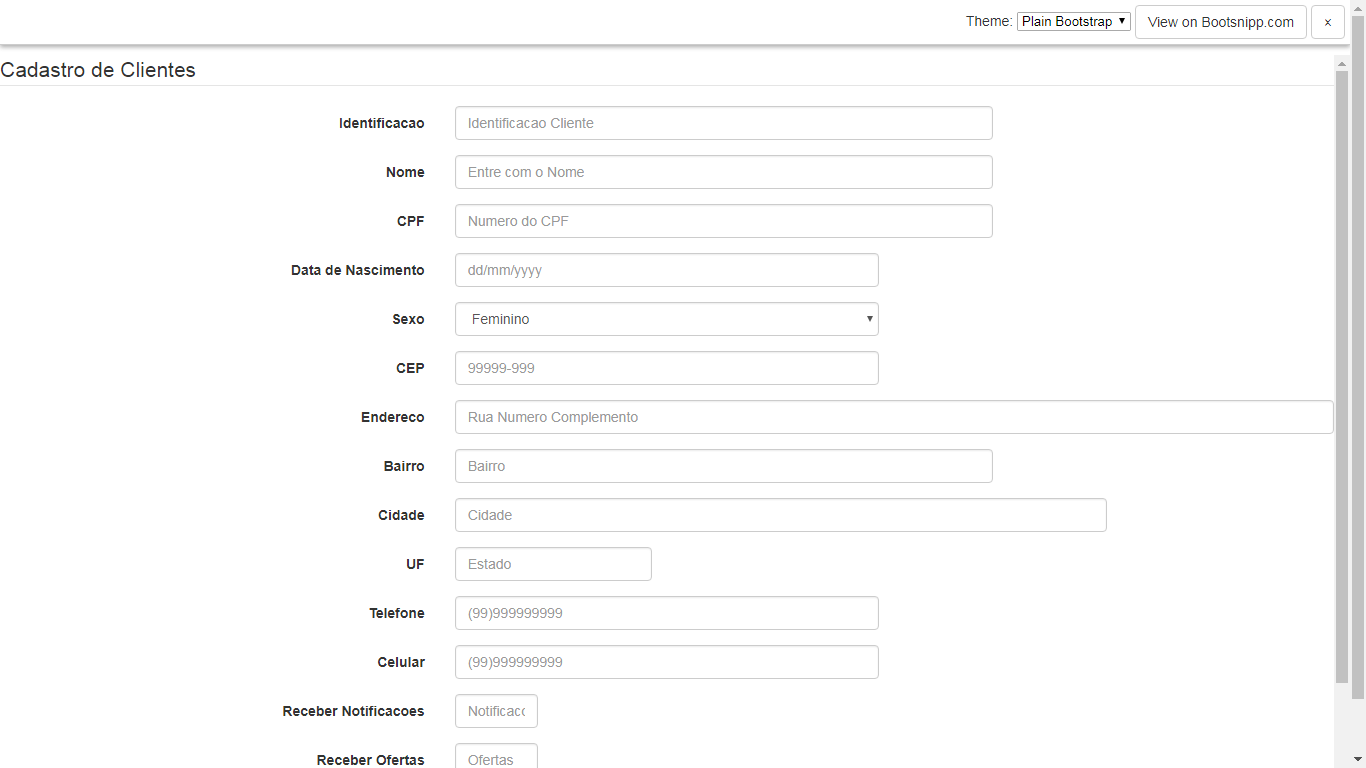 Theme: Plain Bootstrap View on Bootsnipp.com ×
Cadastro de Clientes
Identificacao Identificacao Cliente
Nome Entre com o Nome
CPF Numero do CPF
Data de Nascimento dd/mm/yyyy
Sexo Feminino
CEP 99999-999
Endereco Rua Numero Complemento
Bairro Bairro
Cidade Cidade
UF Estado
Telefone (99)999999999
Celular (99)999999999
Receber Notificacoes
Receber Ofertas Ofertas